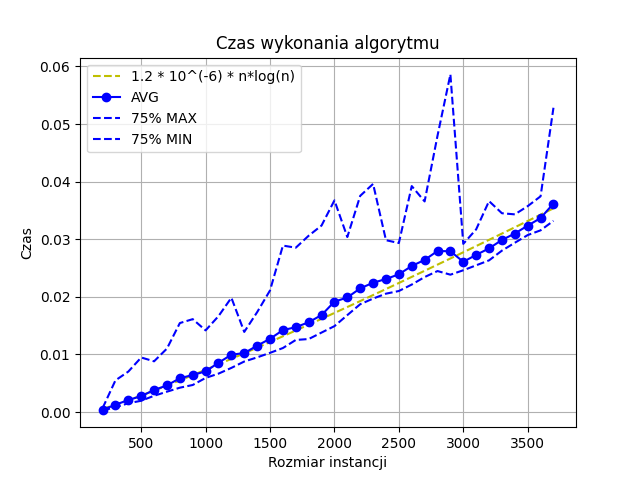 Czas wykonania algorytmu
1.2 * 10^(-6) * n*log(n)
AVG
75% MAX
75% MIN
0.06
0.05
0.04
0.03
0.02
0.01
0.00
Czas
500 1000 1500 2000 2500 3000 3500
Rozmiar instancji